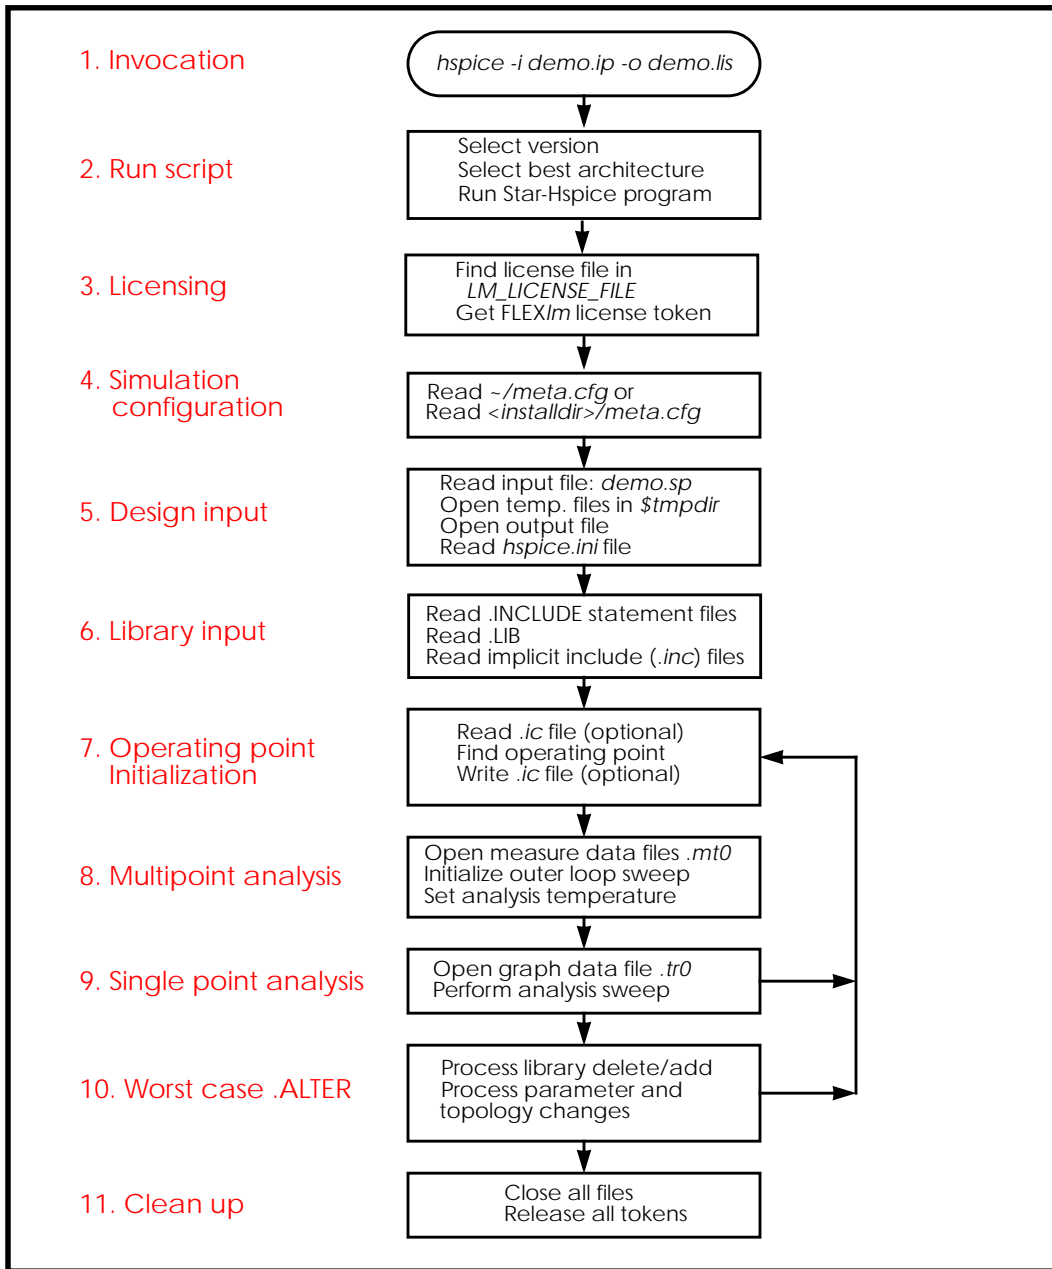 1. Invocation
hspice -i demo.ip -o demo.lis
2. Run script
Select version
Select best architecture
Run Star-Hspice program
3. Licensing
Find license file in
LM_LICENSE_FILE
Get FLEXlm license token
4. Simulation
configuration
Read ~/meta.cfg or
Read <installdir>/meta.cfg
5. Design input
Read input file: demo.sp
Open temp. files in $tmpdir
Open output file
Read hspice.ini file
6. Library input
Read .INCLUDE statement files
Read .LIB
Read implicit include (.inc) files
7. Operating point
Initialization
Read .ic file (optional)
Find operating point
Write .ic file (optional)
8. Multipoint analysis
Open measure data files .mt0
Initialize outer loop sweep
Set analysis temperature
9. Single point analysis
Open graph data file .tr0
Perform analysis sweep
10. Worst case .ALTER
Process library delete/add
Process parameter and
topology changes
11. Clean up
Close all files
Release all tokens